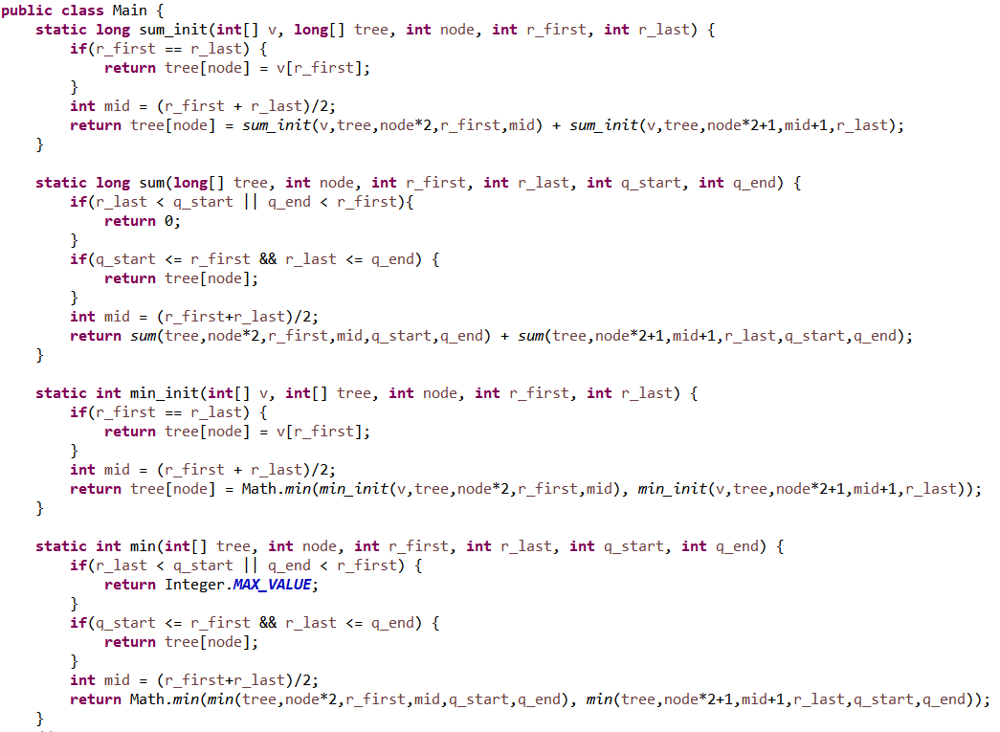 public class Main {
    static long sum_init(int[] v, long[] tree, int node, int r_first, int r_last) {
        if(r_first == r_last) {
            return tree[node] = v[r_first];
        }
        int mid = (r_first + r_last)/2;
        return tree[node] = sum_init(v,tree,node*2,r_first,mid) + sum_init(v,tree,node*2+1,mid+1,r_last);
    }

    static long sum(long[] tree, int node, int r_first, int r_last, int q_start, int q_end) {
        if(r_last < q_start || q_end < r_first){
            return 0;
        }
        if(q_start <= r_first && r_last <= q_end) {
            return tree[node];
        }
        int mid = (r_first+r_last)/2;
        return sum(tree,node*2,r_first,mid,q_start,q_end) + sum(tree,node*2+1,mid+1,r_last,q_start,q_end);
    }

    static int min_init(int[] v, int[] tree, int node, int r_first, int r_last) {
        if(r_first == r_last) {
            return tree[node] = v[r_first];
        }
        int mid = (r_first + r_last)/2;
        return tree[node] = Math.min(min_init(v,tree,node*2,r_first,mid), min_init(v,tree,node*2+1,mid+1,r_last));
    }

    static int min(int[] tree, int node, int r_first, int r_last, int q_start, int q_end) {
        if(r_last < q_start || q_end < r_first) {
            return Integer.MAX_VALUE;
        }
        if(q_start <= r_first && r_last <= q_end) {
            return tree[node];
        }
        int mid = (r_first+r_last)/2;
        return Math.min(min(tree,node*2,r_first,mid,q_start,q_end), min(tree,node*2+1,mid+1,r_last,q_start,q_end));
    }